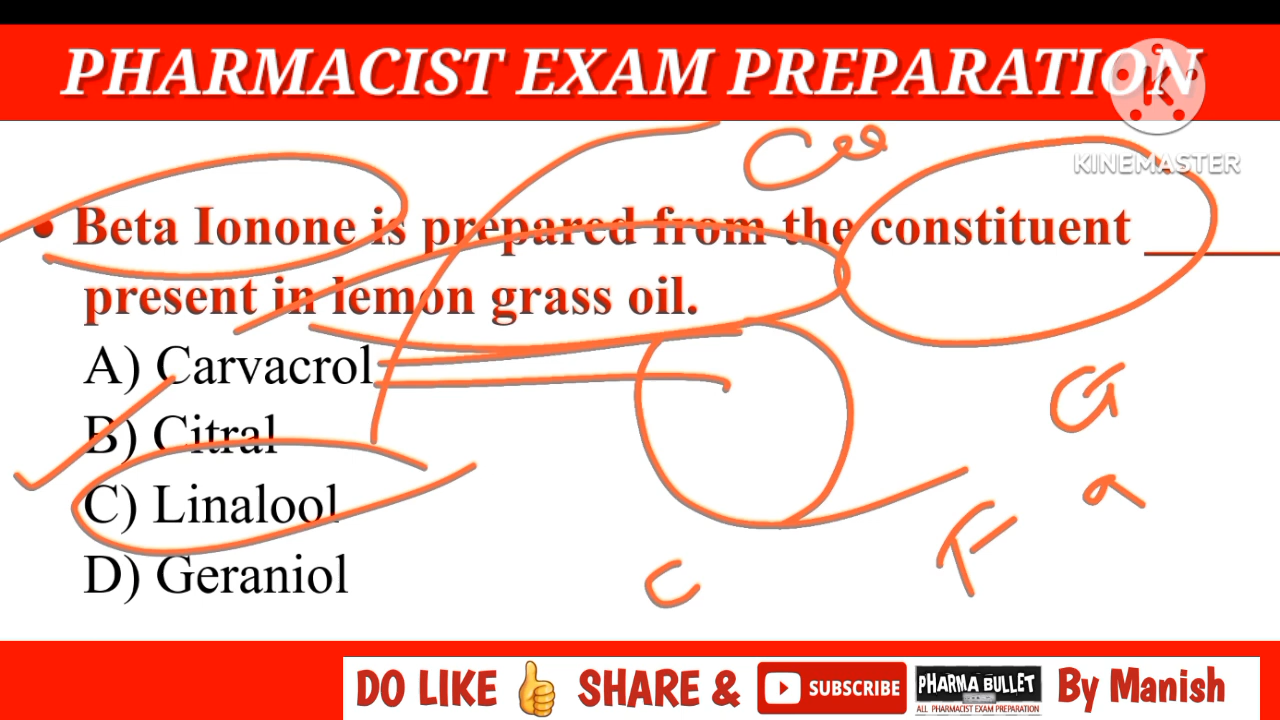 PHARMACIST EXAM PREPARATION
KINEMASTER
• Beta Ionone is prepared from the constituent ______
present in lemon grass oil.
A) Carvacrol
B) Citral
C) Linalool
D) Geraniol
G
F
C
DO LIKE SHARE & SUBSCRIBE PHARMA BULLET By Manish
ALL PHARMACIST EXAM PREPARATION